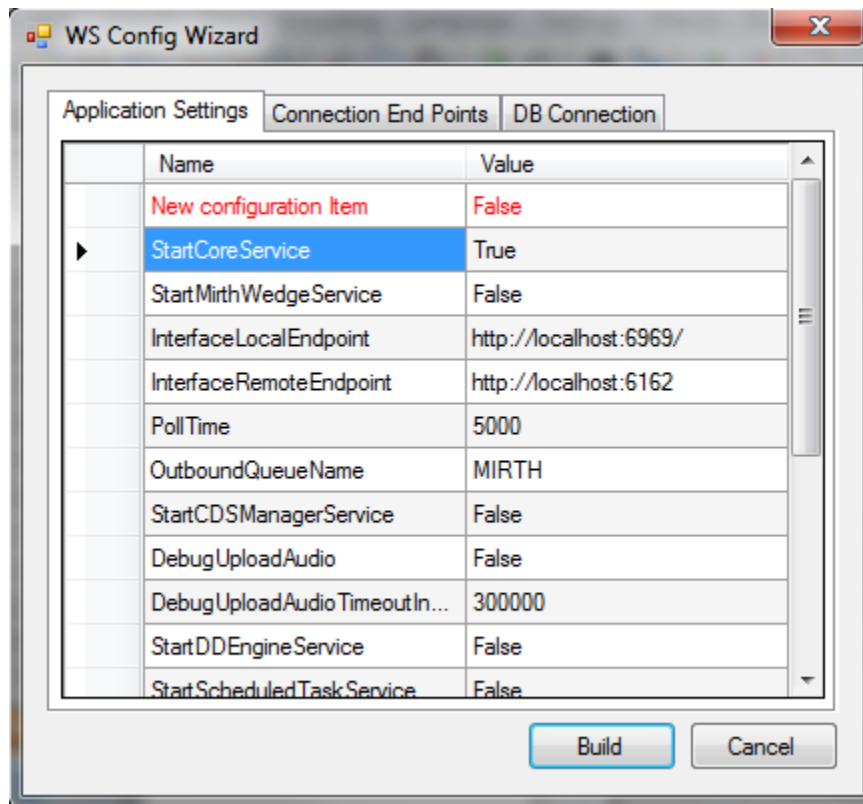 WS Config Wizard
Application Settings Connection End Points DB Connection
Name Value
New configuration Item False
StartCoreService True
StartMirthWedgeService False
InterfaceLocalEndpoint http://localhost:6969/
InterfaceRemoteEndpoint http://localhost:6162
PollTime 5000
OutboundQueueName MIRTH
StartCDSManagerService False
DebugUploadAudio False
DebugUploadAudioTimeoutIn... 300000
StartDDEngineService False
StartScheduledTaskService False
Build Cancel